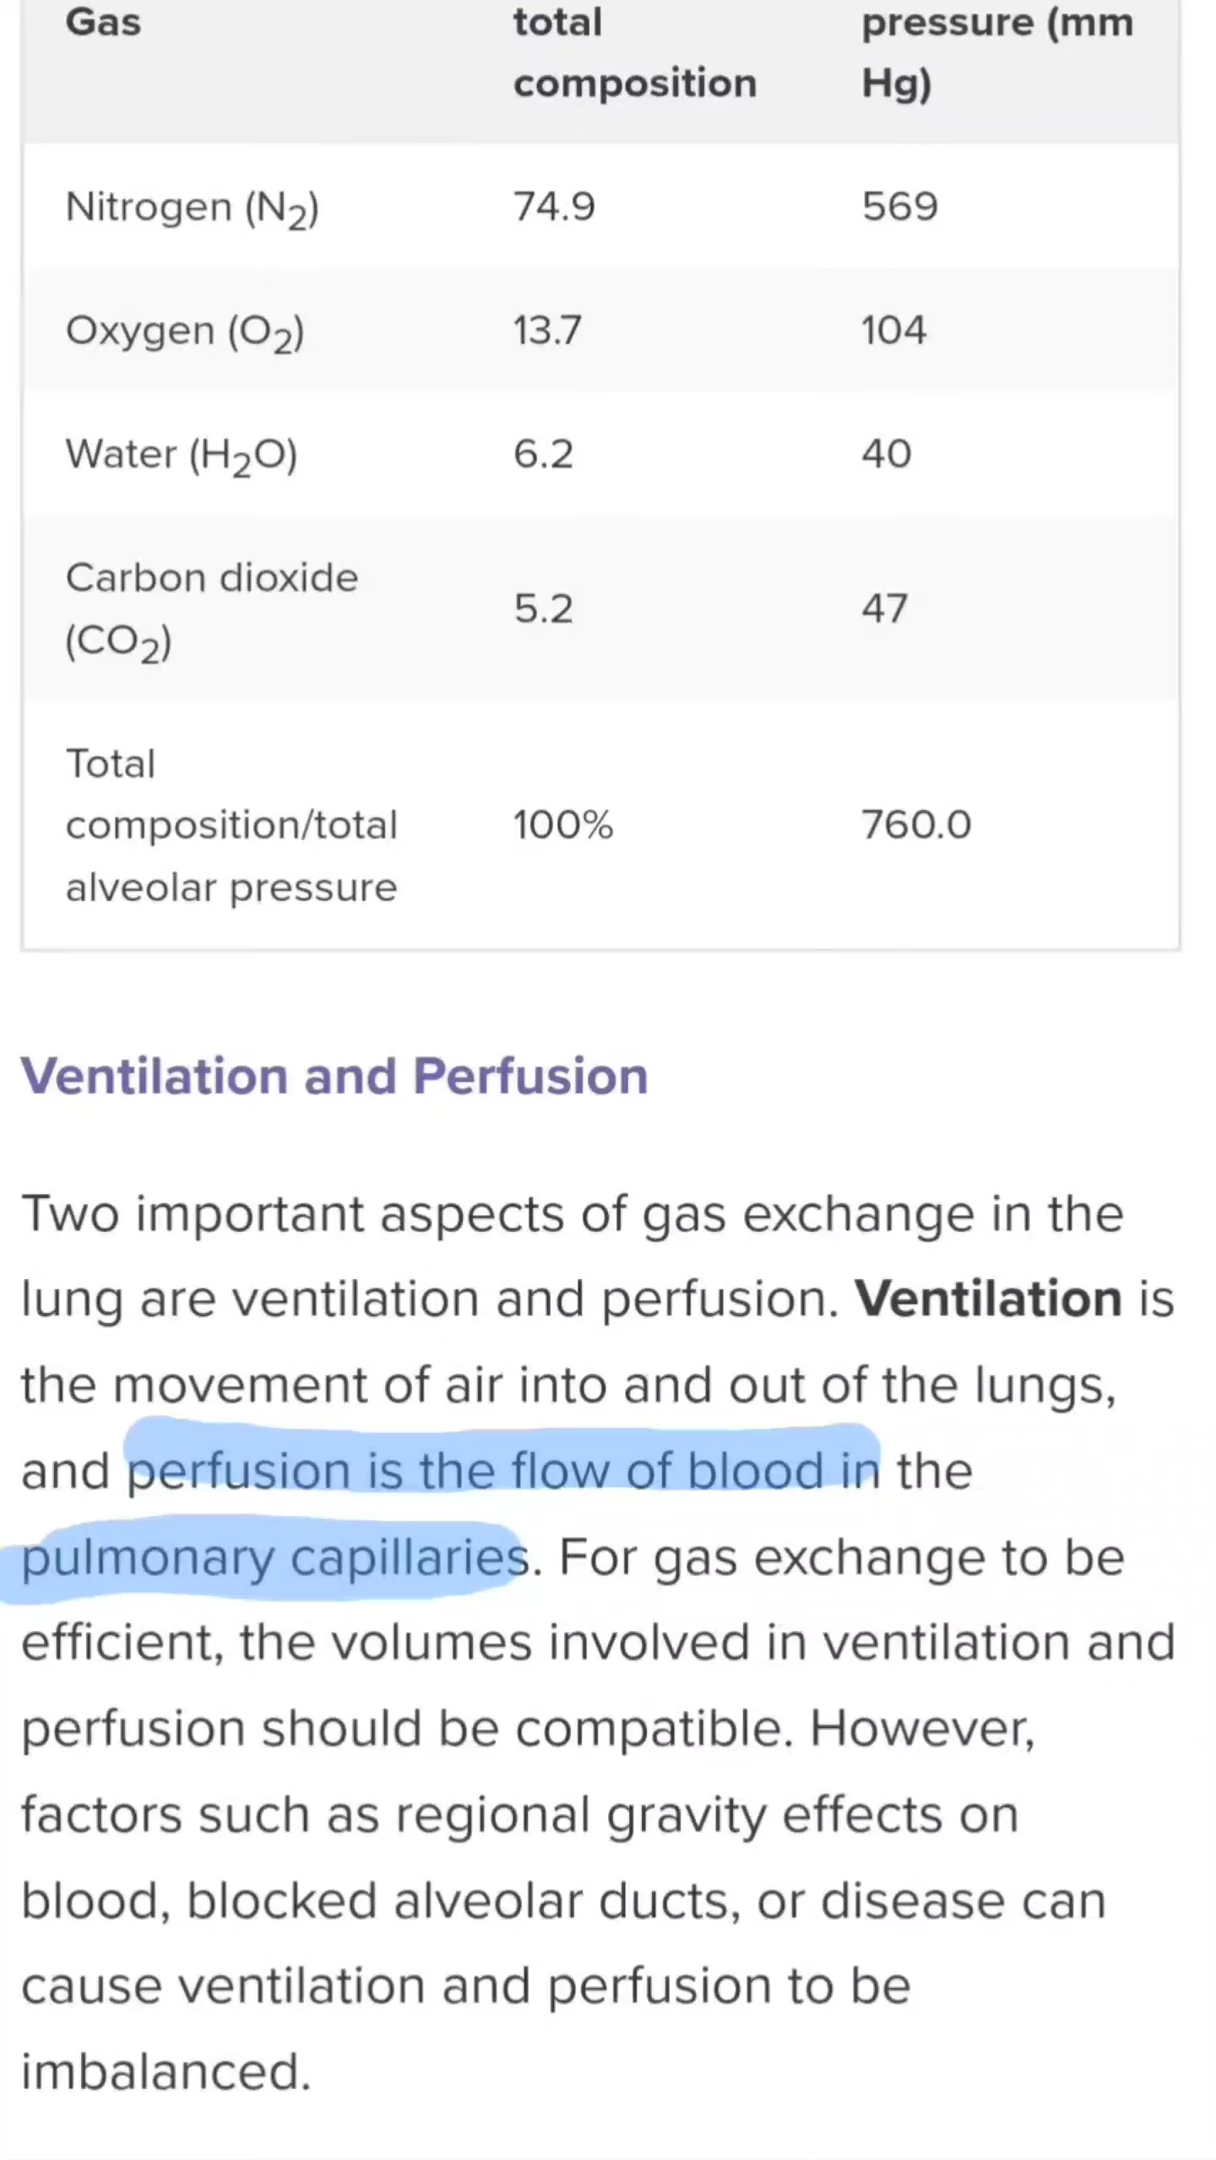 Gas total pressure (mm
composition Hg)
Nitrogen (N₂) 74.9 569
Oxygen (O₂) 13.7 104
Water (H₂O) 6.2 40
Carbon dioxide
(CO₂) 5.2 47
Total
composition/total 100% 760.0
alveolar pressure
Ventilation and Perfusion
Two important aspects of gas exchange in the
lung are ventilation and perfusion. Ventilation is
the movement of air into and out of the lungs,
and perfusion is the flow of blood in the
pulmonary capillaries. For gas exchange to be
efficient, the volumes involved in ventilation and
perfusion should be compatible. However,
factors such as regional gravity effects on
blood, blocked alveolar ducts, or disease can
cause ventilation and perfusion to be
imbalanced.